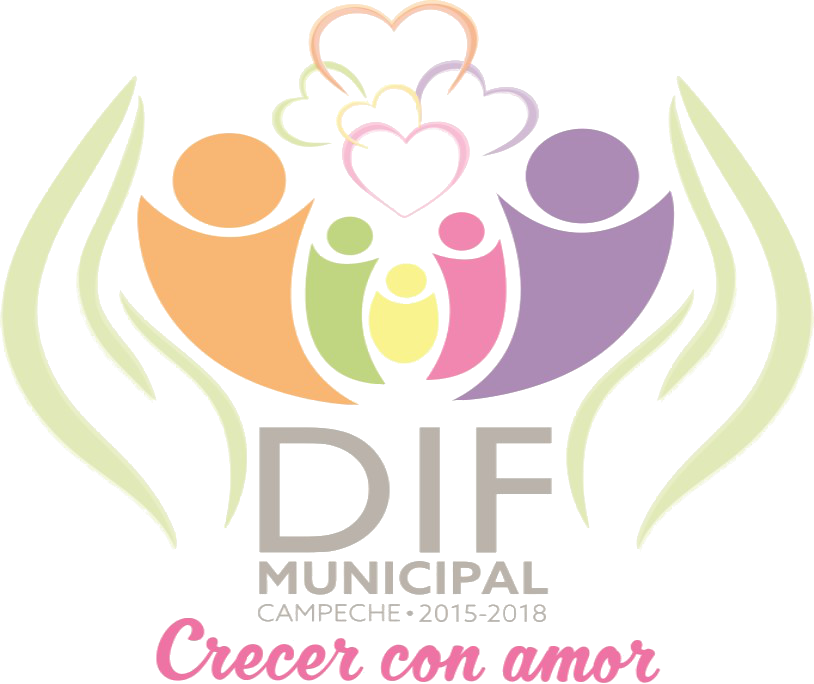 DIF
MUNICIPAL
CAMPECHE • 2015-2018
Crecer con amor